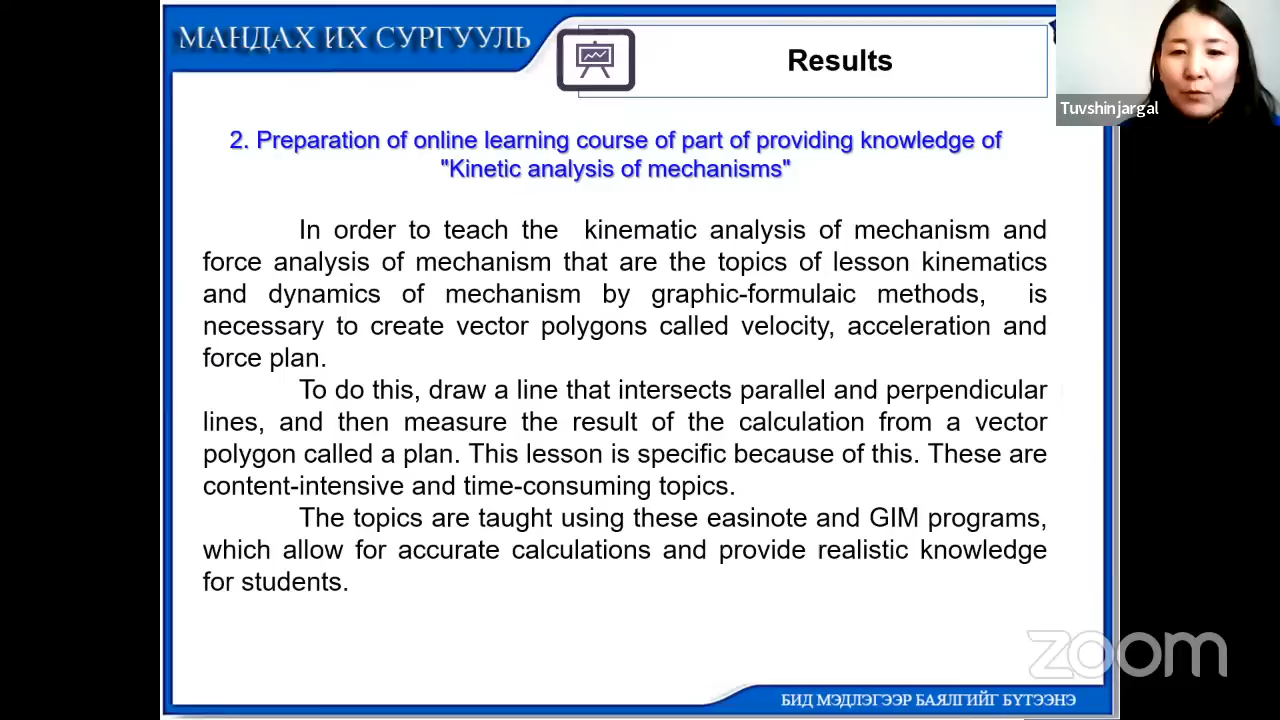 МАНДАХ ИХ СУРГУУЛЬ
Results
Tuvshinjargal
2. Preparation of online learning course of part of providing knowledge of
"Kinetic analysis of mechanisms"
In order to teach the kinematic analysis of mechanism and
force analysis of mechanism that are the topics of lesson kinematics
and dynamics of mechanism by graphic-formulaic methods, is
necessary to create vector polygons called velocity, acceleration and
force plan.
To do this, draw a line that intersects parallel and perpendicular
lines, and then measure the result of the calculation from a vector
polygon called a plan. This lesson is specific because of this. These are
content-intensive and time-consuming topics.
The topics are taught using these easinote and GIM programs,
which allow for accurate calculations and provide realistic knowledge
for students.
zoom
БИД МЭДЛЭГЭЭР БАЯЛГИЙГ БҮТЭЭНЭ